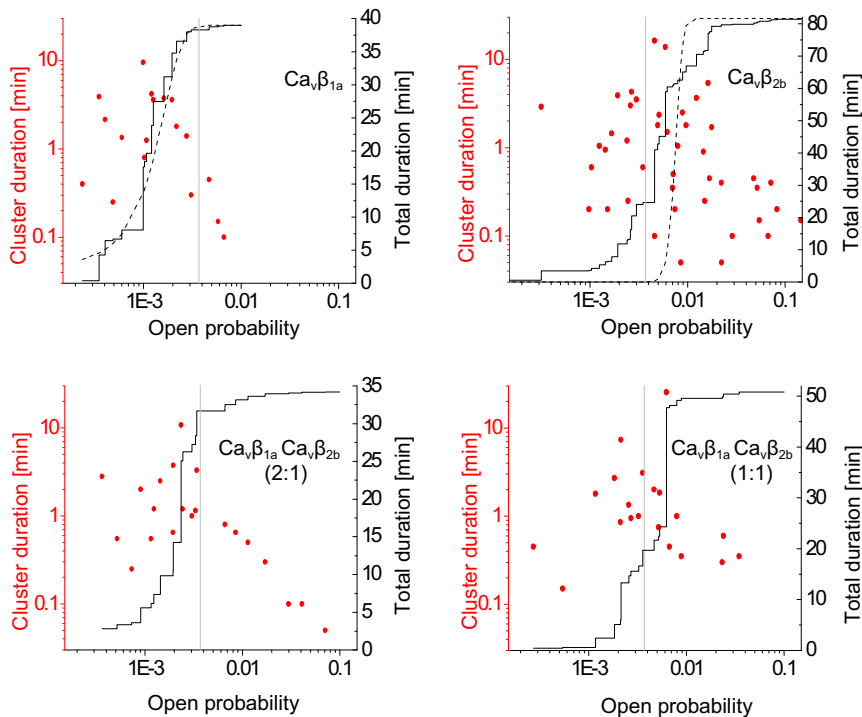 Cluster duration [min]
10
1
0.1
Caᵥβ₁ₐ
40
35
30
25
20
15
10
5
0
Total duration [min]
1E-3
0.01
0.1
Open probability
Cluster duration [min]
10
1
0.1
Caᵥβ₂b
80
70
60
50
40
30
20
10
0
Total duration [min]
1E-3
0.01
0.1
Open probability
Cluster duration [min]
10
1
0.1
Caᵥβ₁ₐ Caᵥβ₂b
(2:1)
35
30
25
20
15
10
5
0
Total duration [min]
1E-3
0.01
0.1
Open probability
Cluster duration [min]
10
1
0.1
Caᵥβ₁ₐ Caᵥβ₂b
(1:1)
50
40
30
20
10
0
Total duration [min]
1E-3
0.01
0.1
Open probability